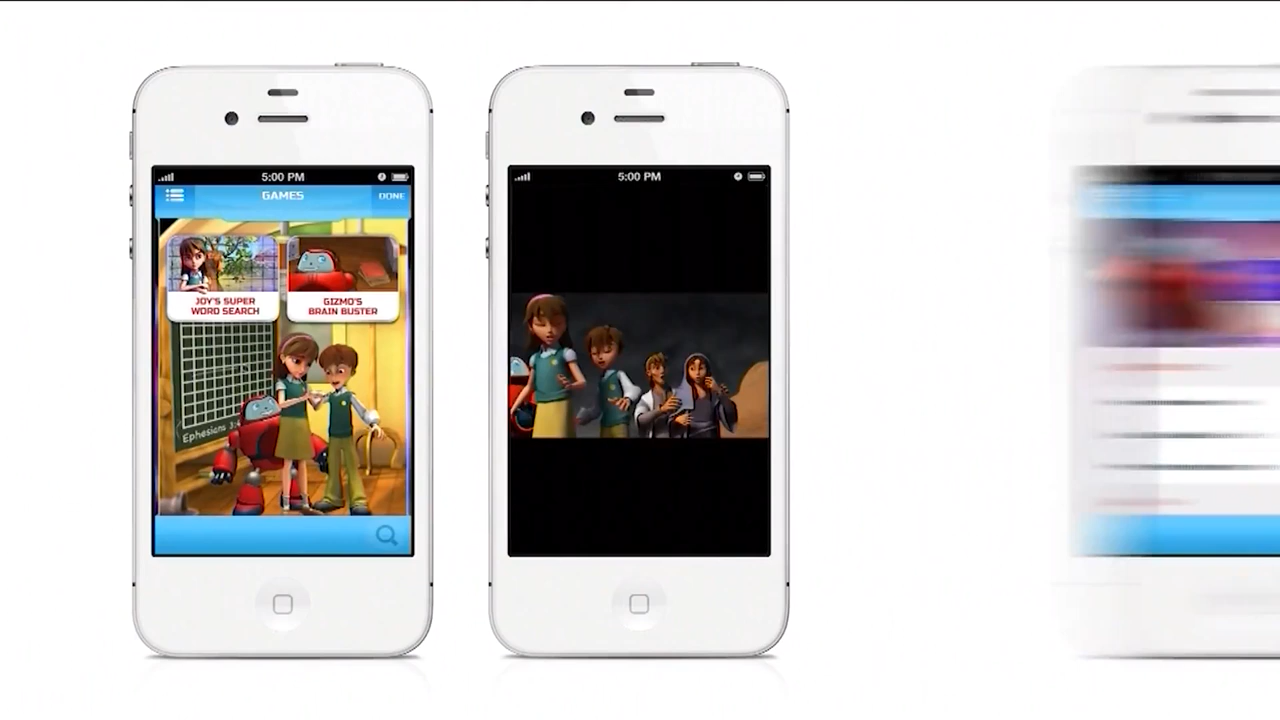 5:00 PM
GAMES
DONE
JOY'S SUPER
WORD SEARCH
GIZMO'S
BRAIN BUSTER
5:00 PM